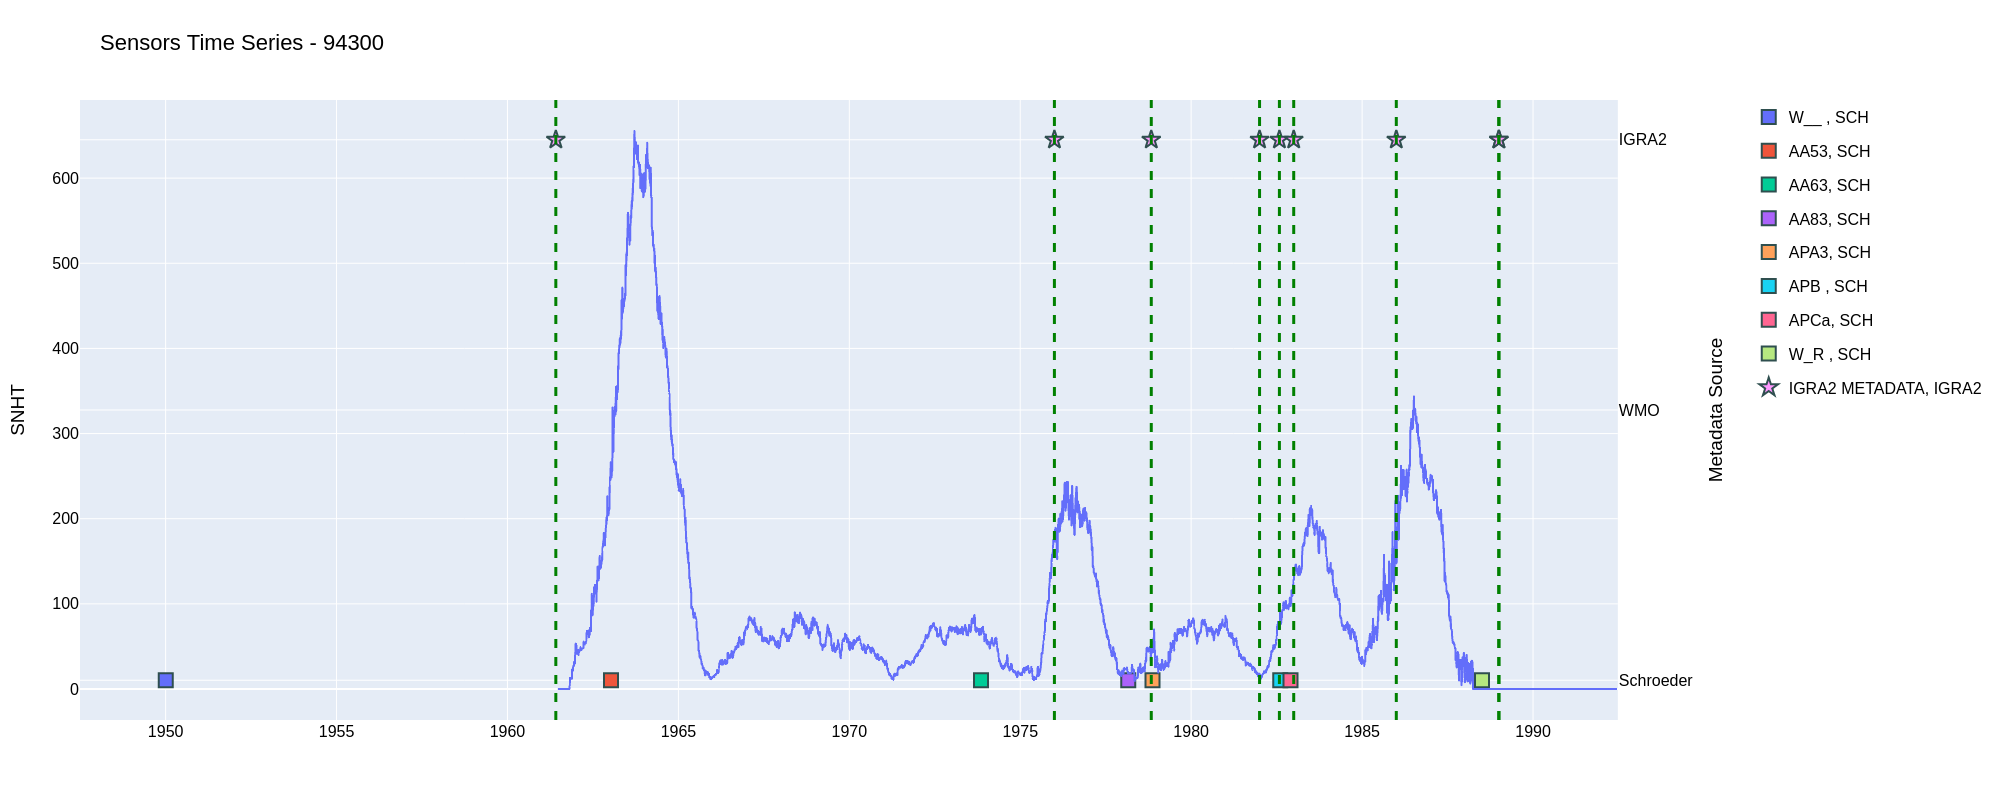 Sensors Time Series - 94300
SNHT
600
500
400
300
200
100
0
1950
1955
1960
1965
1970
1975
1980
1985
1990
IGRA2
WMO
Schroeder
Metadata Source
W__ , SCH
AA53, SCH
AA63, SCH
AA83, SCH
APA3, SCH
APB , SCH
APCa, SCH
W_R , SCH
IGRA2 METADATA, IGRA2